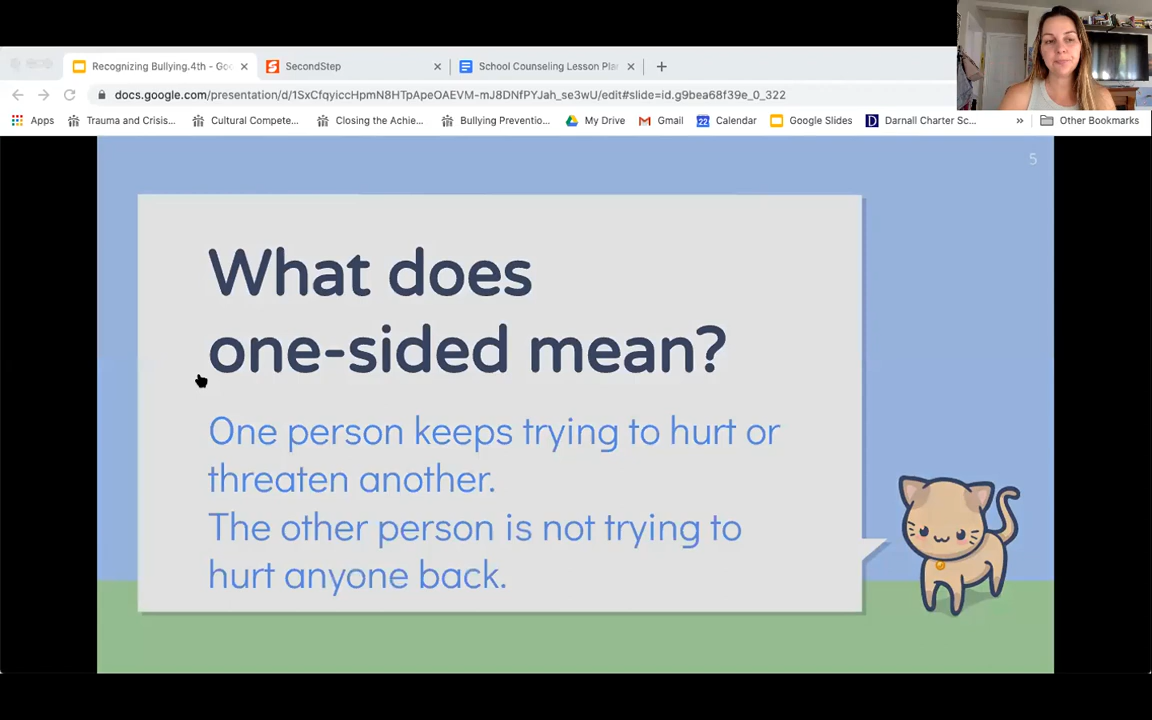 Recognizing Bullying.4th - Goo
SecondStep
School Counseling Lesson Plan
docs.google.com/presentation/d/1SxCfqyiccHpmN8HTpApeOAEVM-mJ8DNfPYJah_se3wU/edit#slide=id.g9bea68f39e_0_322
Apps
Trauma and Crisis...
Cultural Compete...
Closing the Achie...
Bullying Preventio...
My Drive
Gmail
22
Calendar
Google Slides
D
Darnall Charter Sc...
»
Other Bookmarks
5
What does
one-sided mean?
One person keeps trying to hurt or
threaten another.
The other person is not trying to
hurt anyone back.